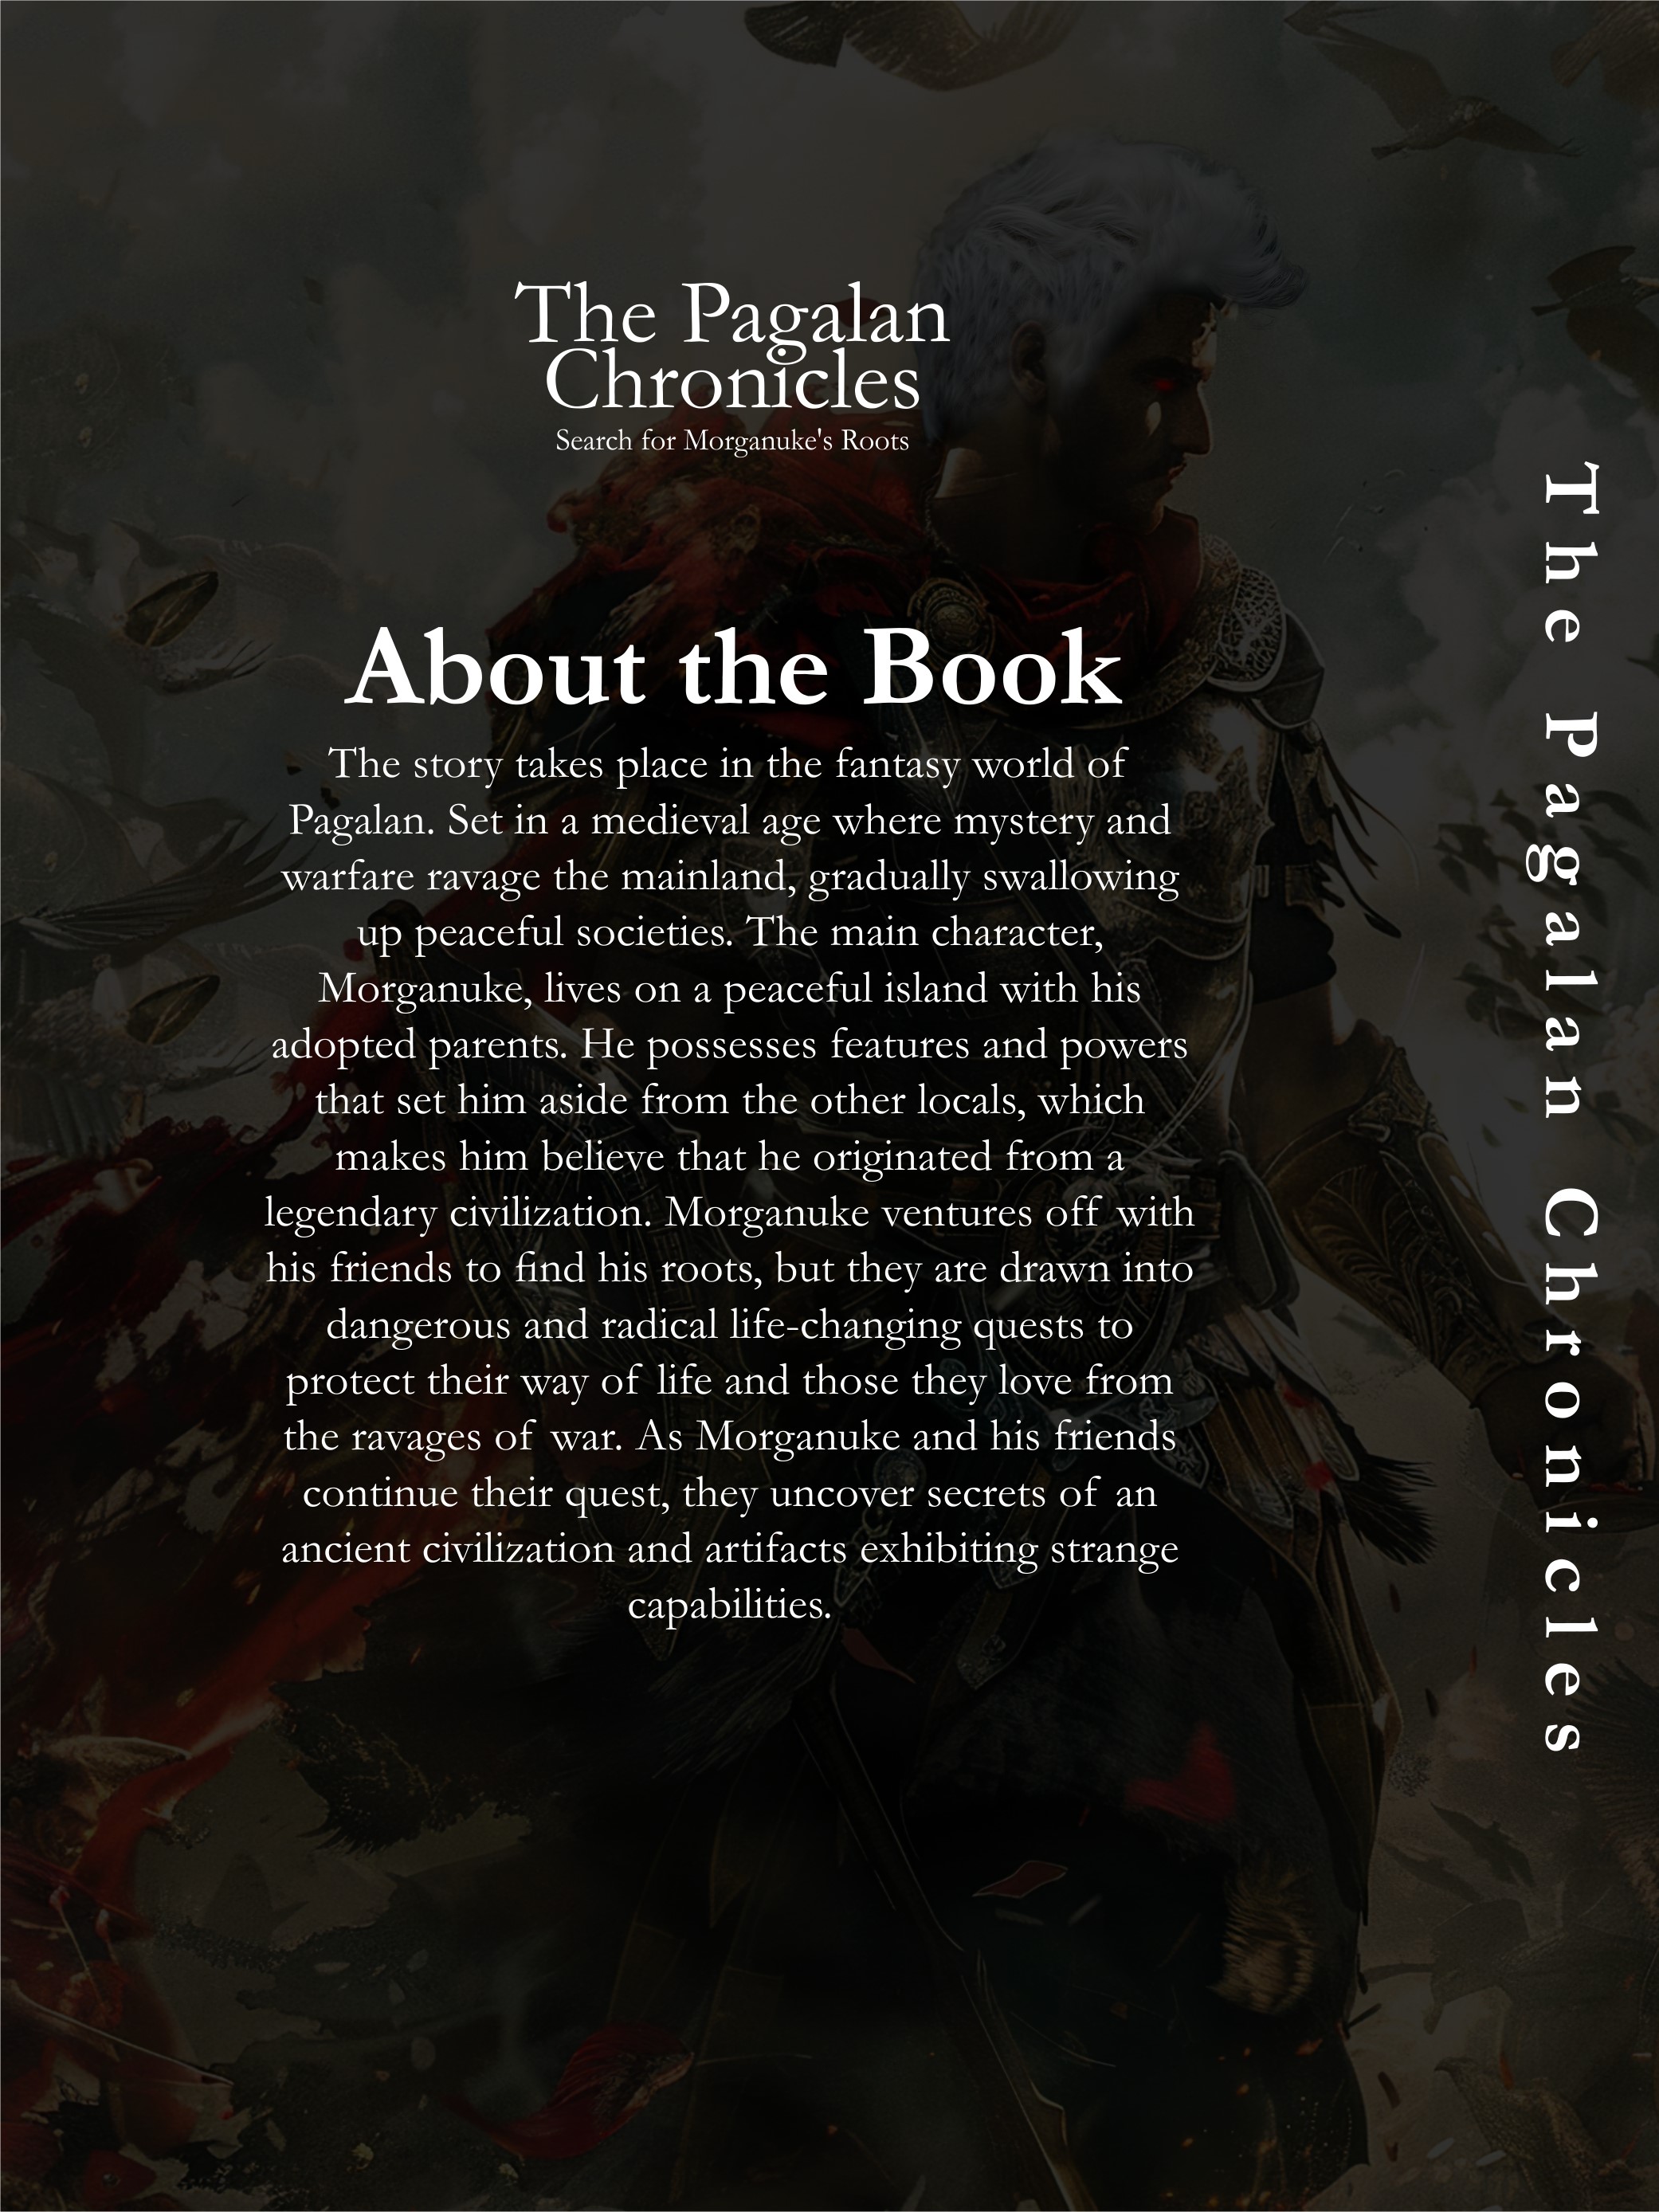 The Pagalan
Chronicles
Search for Morganuke's Roots
About the Book
The story takes place in the fantasy world of
Pagalan. Set in a medieval age where mystery and
warfare ravage the mainland, gradually swallowing
up peaceful societies. The main character,
Morganuke, lives on a peaceful island with his
adopted parents. He possesses features and powers
that set him aside from the other locals, which
makes him believe that he originated from a
legendary civilization. Morganuke ventures off with
his friends to find his roots, but they are drawn into
dangerous and radical life-changing quests to
protect their way of life and those they love from
the ravages of war. As Morganuke and his friends
continue their quest, they uncover secrets of an
ancient civilization and artifacts exhibiting strange
capabilities.
The Pagalan Chronicles